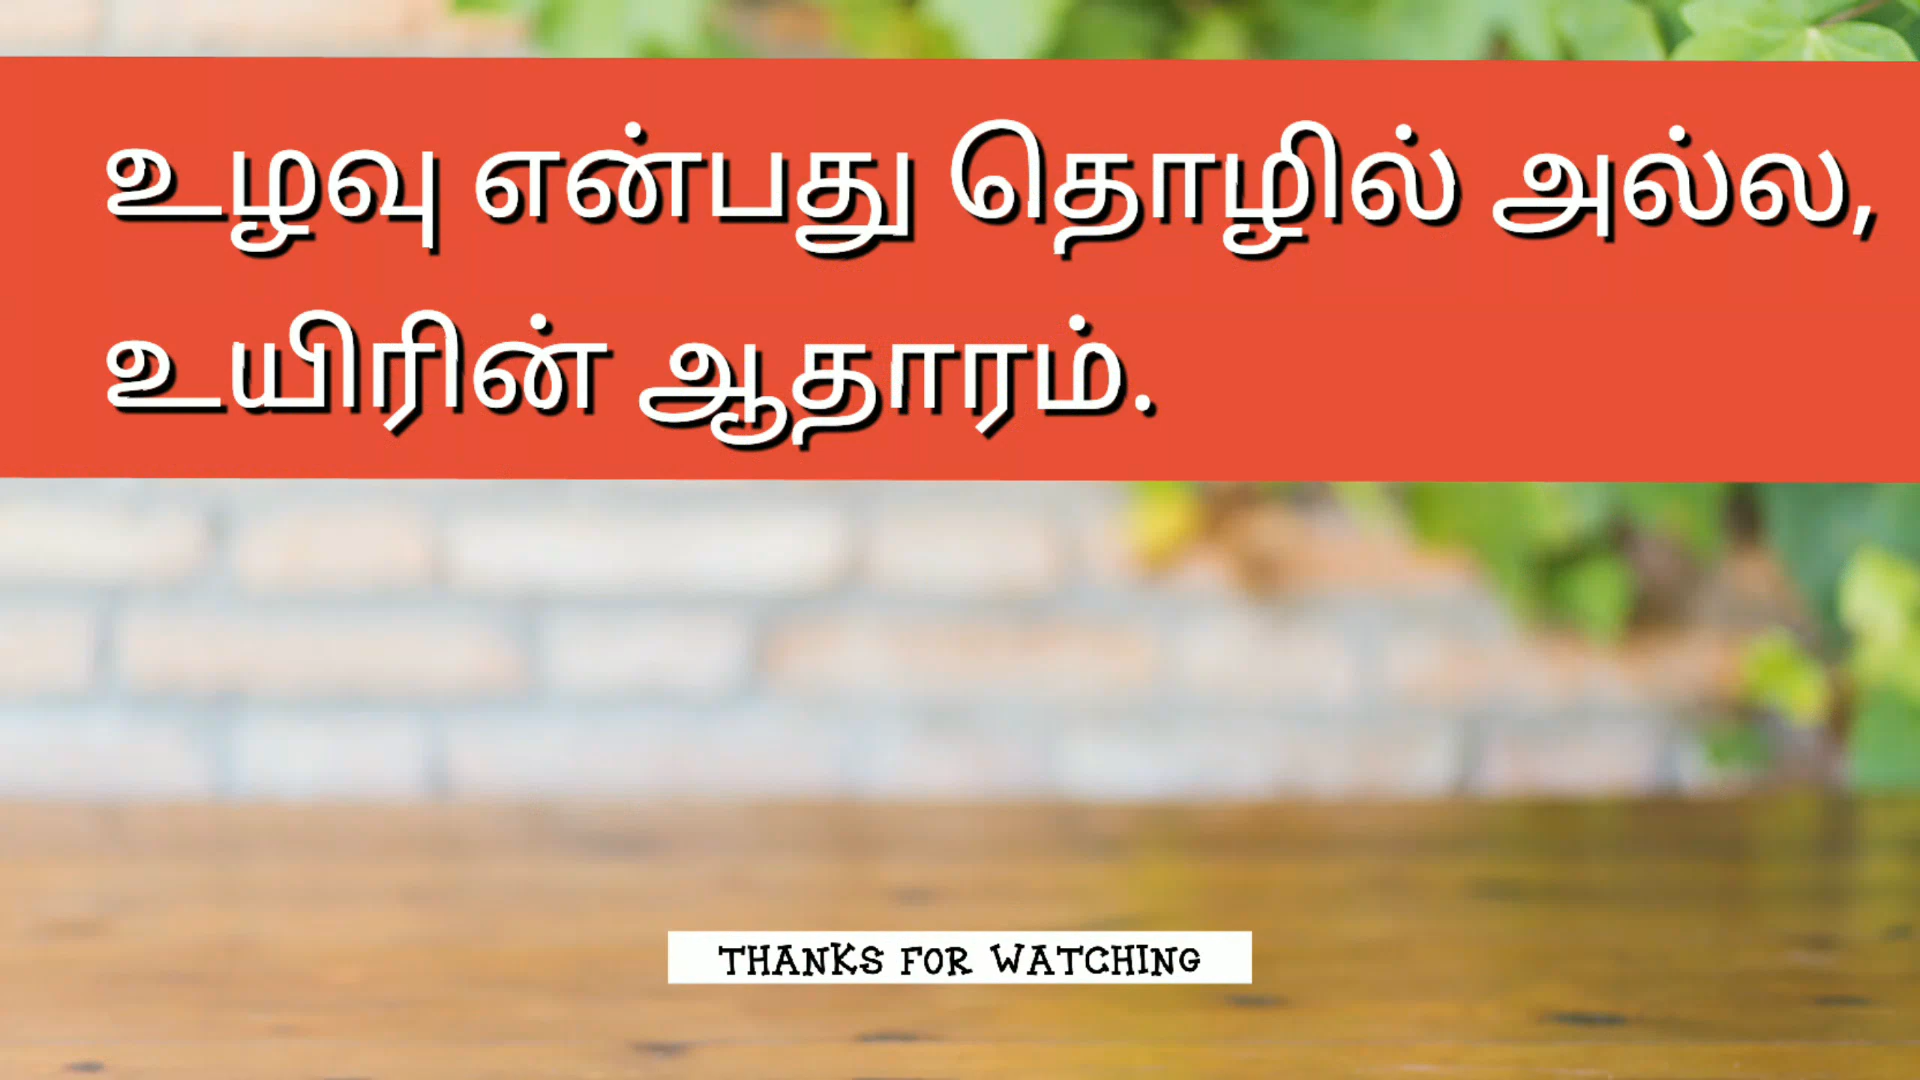 உழவு என்பது தொழில் அல்ல,
உயிரின் ஆதாரம்.
THANKS FOR WATCHING